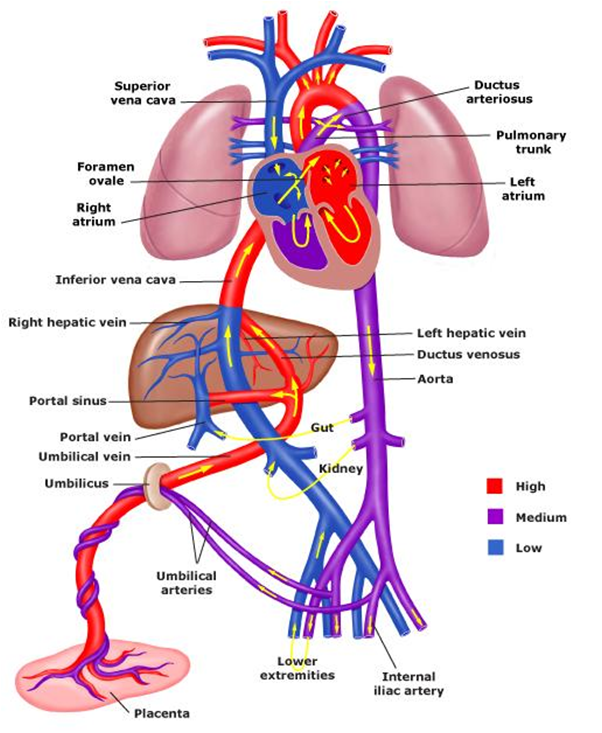 Superior
vena cava
Ductus
arteriosus
Pulmonary
trunk
Foramen
ovale
Left
atrium
Right
atrium
Inferior vena cava
Right hepatic vein
Left hepatic vein
Ductus venosus
Aorta
Portal sinus
Portal vein
Gut
Umbilical vein
Kidney
Umbilicus
High
Medium
Low
Umbilical
arteries
Lower
extremities
Internal
iliac artery
Placenta